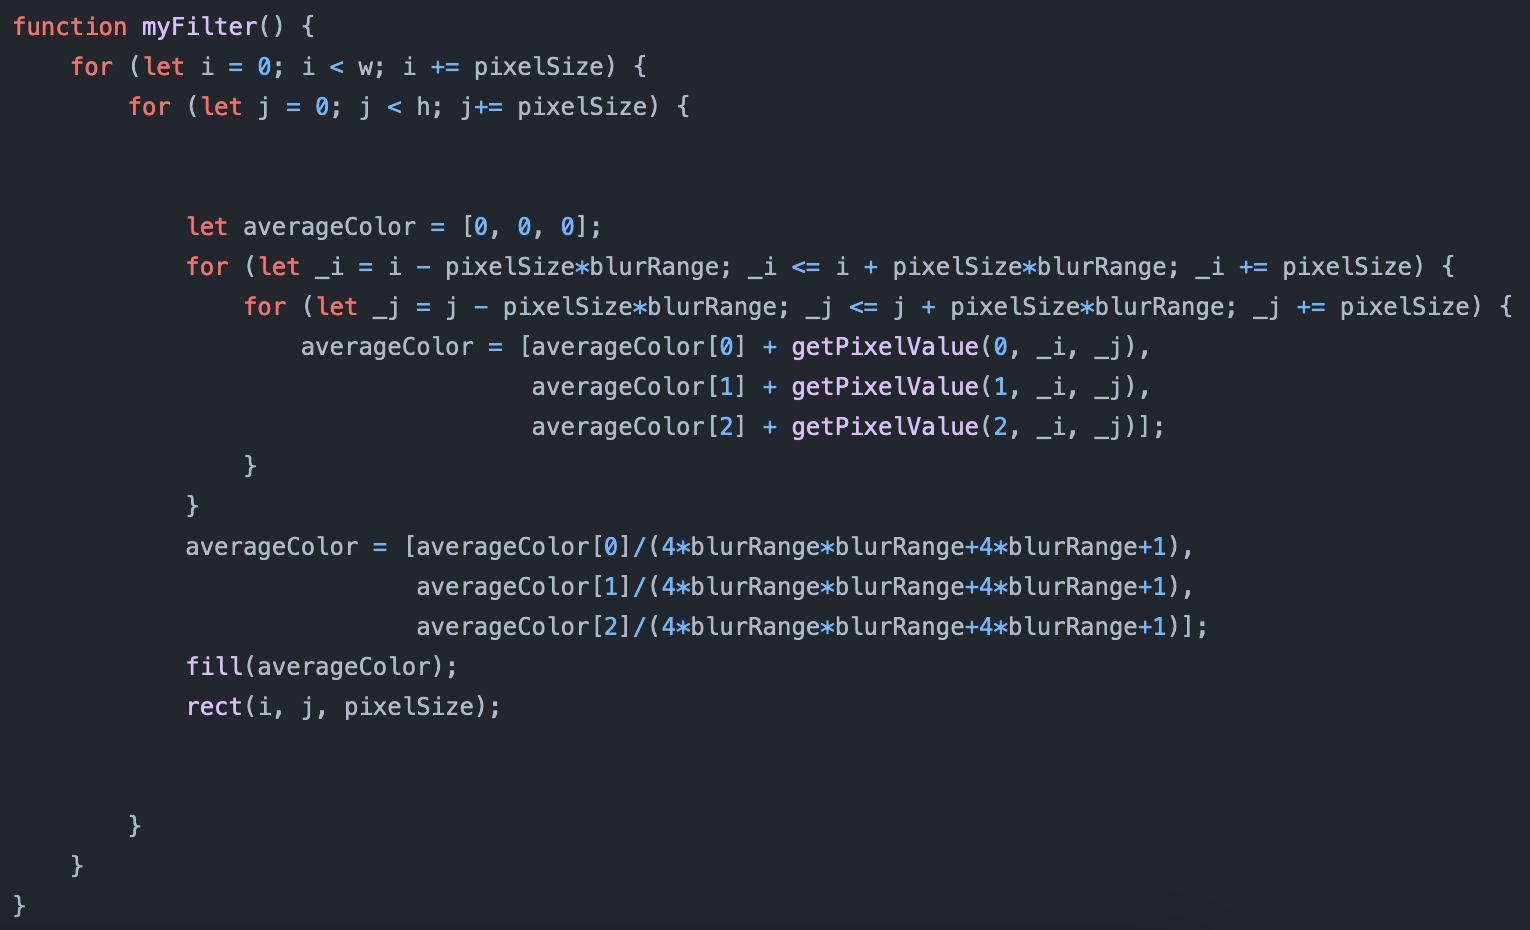 function myFilter() {
    for (let i = 0; i < w; i += pixelSize) {
        for (let j = 0; j < h; j+= pixelSize) {
            let averageColor = [0, 0, 0];
            for (let _i = i - pixelSize*blurRange; _i <= i + pixelSize*blurRange; _i += pixelSize) {
                for (let _j = j - pixelSize*blurRange; _j <= j + pixelSize*blurRange; _j += pixelSize) {
                    averageColor = [averageColor[0] + getPixelValue(0, _i, _j),
                                    averageColor[1] + getPixelValue(1, _i, _j),
                                    averageColor[2] + getPixelValue(2, _i, _j)];
                }
            }
            averageColor = [averageColor[0]/(4*blurRange*blurRange+4*blurRange+1),
                            averageColor[1]/(4*blurRange*blurRange+4*blurRange+1),
                            averageColor[2]/(4*blurRange*blurRange+4*blurRange+1)];
            fill(averageColor);
            rect(i, j, pixelSize);
        }
    }
}